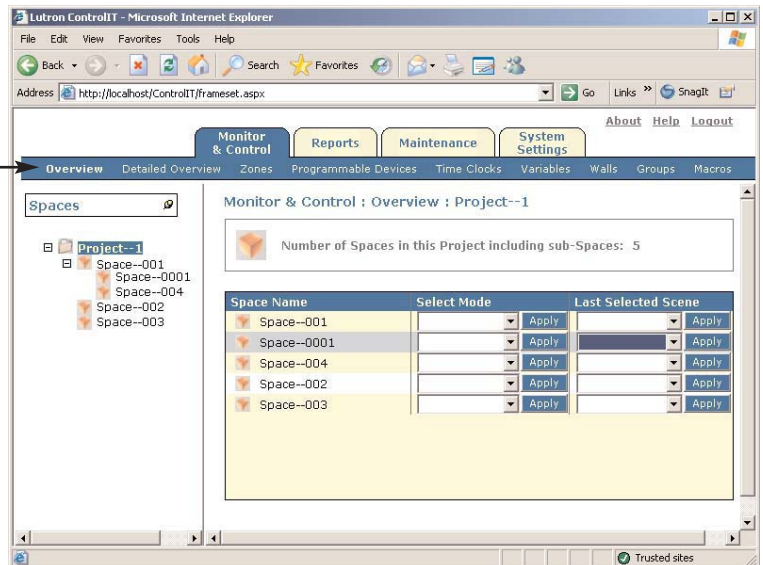 Lutron ControlIT - Microsoft Internet Explorer
File Edit View Favorites Tools Help
Back Search Favorites
Address http://localhost/ControlIT/frameset.aspx Go Links » SnagIt
About Help Logout
Monitor & Control Reports Maintenance System Settings
Overview Detailed Overview Zones Programmable Devices Time Clocks Variables Walls Groups Macros
Spaces
Project--1
Space--001
Space--0001
Space--004
Space--002
Space--003
Monitor & Control : Overview : Project--1
Number of Spaces in this Project including sub-Spaces: 5
Space Name Select Mode Last Selected Scene
Space--001 Apply Apply
Space--0001 Apply Apply
Space--004 Apply Apply
Space--002 Apply Apply
Space--003 Apply Apply
Trusted sites